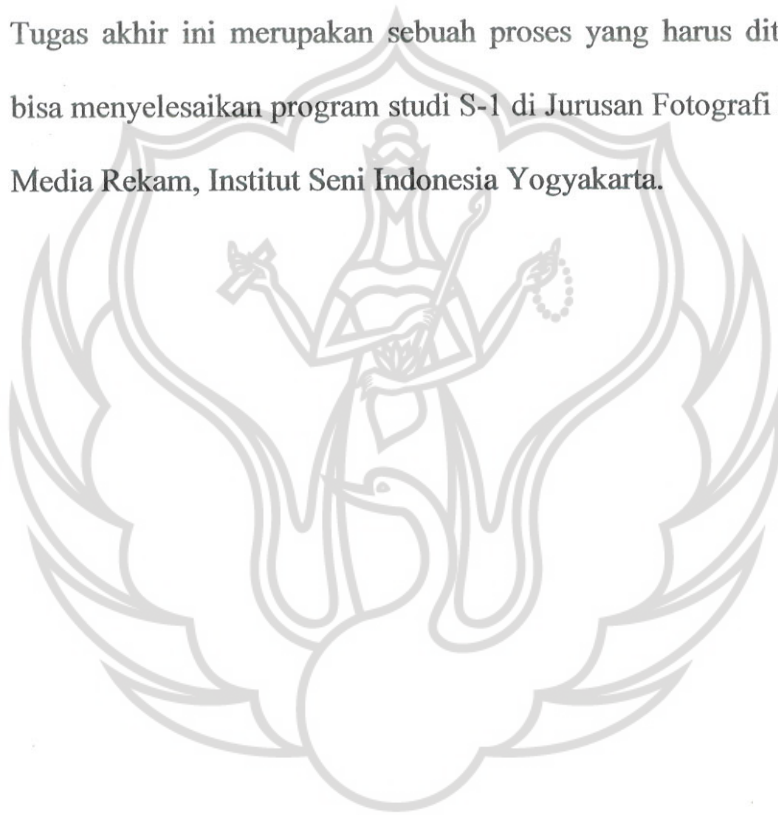 Tugas akhir ini merupakan sebuah proses yang harus dit
bisa menyelesaikan program studi S-1 di Jurusan Fotografi
Media Rekam, Institut Seni Indonesia Yogyakarta.